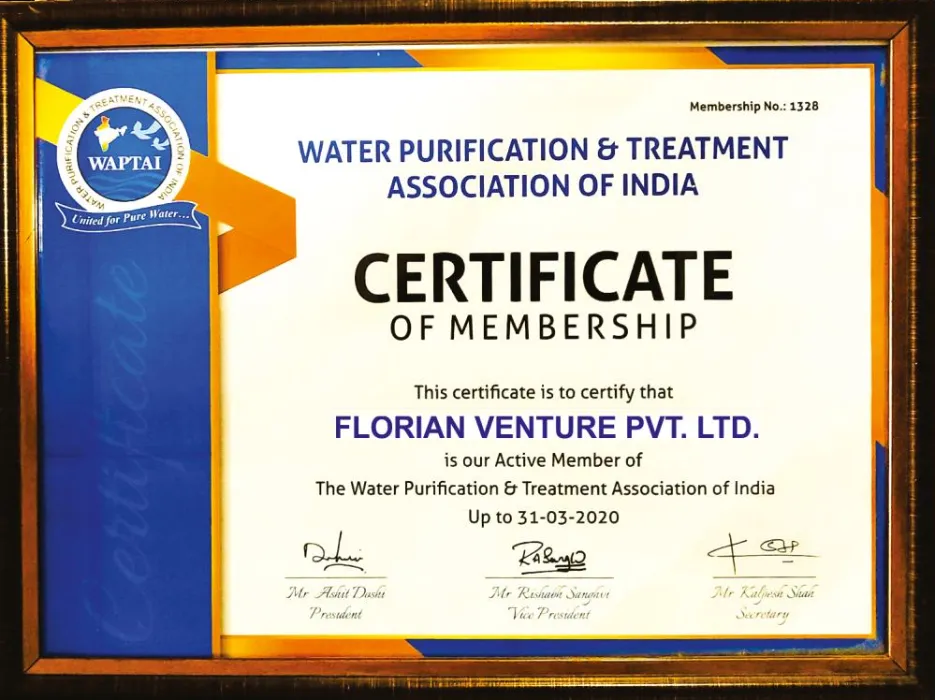 Membership No.: 1328
WATER PURIFICATION & TREATMENT ASSOCIATION OF INDIA
WAPTAI
United for Pure Water...
WATER PURIFICATION & TREATMENT
ASSOCIATION OF INDIA
CERTIFICATE
OF MEMBERSHIP
Certificate
This certificate is to certify that
FLORIAN VENTURE PVT. LTD.
is our Active Member of
The Water Purification & Treatment Association of India
Up to 31-03-2020
Mr Ashit Doshi
President
Mr Rishabh Sanghvi
Vice President
Mr Kalpesh Shah
Secretary